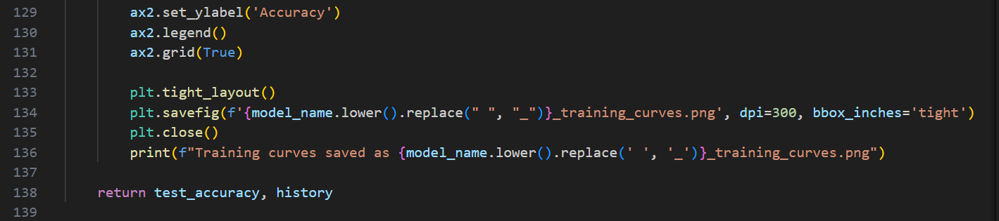 129 ax2.set_ylabel('Accuracy')
130 ax2.legend()
131 ax2.grid(True)
132
133 plt.tight_layout()
134 plt.savefig(f'{model_name.lower().replace(" ", "_")}_training_curves.png', dpi=300, bbox_inches='tight')
135 plt.close()
136 print(f"Training curves saved as {model_name.lower().replace(' ', '_')}_training_curves.png")
137
138 return test_accuracy, history
139